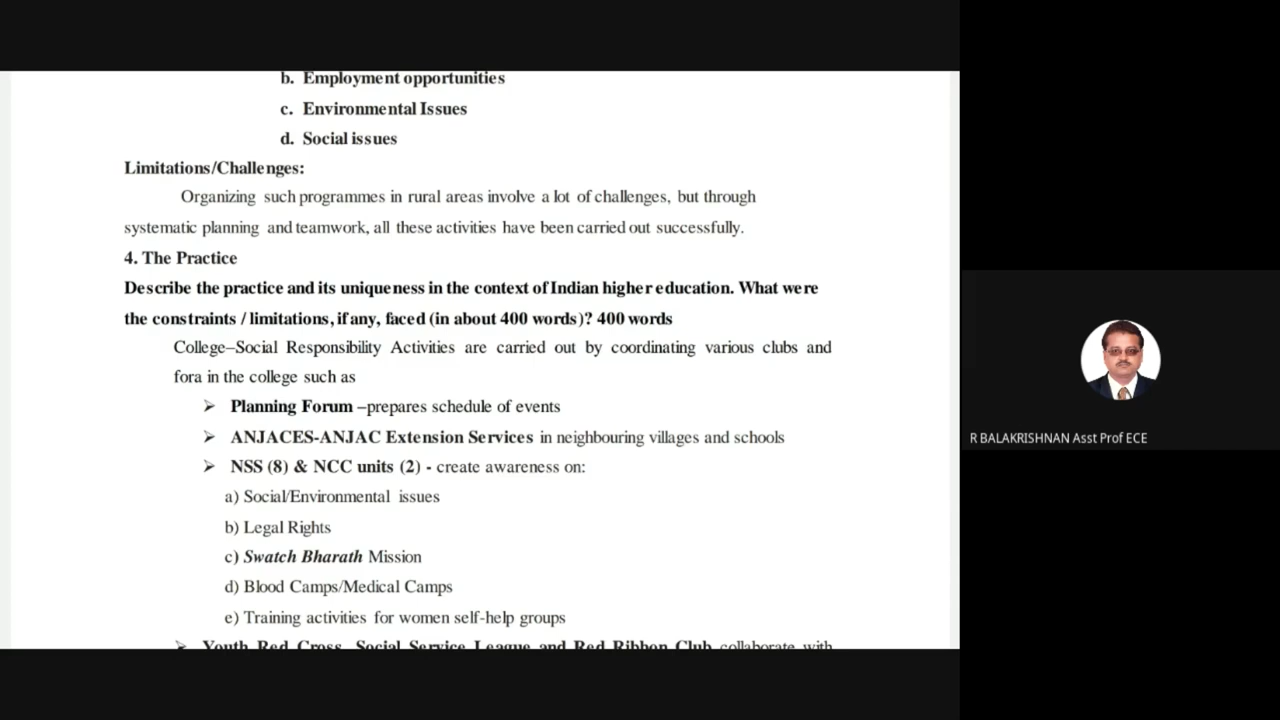 b. Employment opportunities
c. Environmental Issues
d. Social issues
Limitations/Challenges:
Organizing such programmes in rural areas involve a lot of challenges, but through
systematic planning and teamwork, all these activities have been carried out successfully.
4. The Practice
Describe the practice and its uniqueness in the context of Indian higher education. What were
the constraints / limitations, if any, faced (in about 400 words)? 400 words
College–Social Responsibility Activities are carried out by coordinating various clubs and
fora in the college such as
➢ Planning Forum –prepares schedule of events
➢ ANJACES-ANJAC Extension Services in neighbouring villages and schools
➢ NSS (8) & NCC units (2) - create awareness on:
a) Social/Environmental issues
b) Legal Rights
c) Swatch Bharath Mission
d) Blood Camps/Medical Camps
e) Training activities for women self-help groups
➢ Youth Red Cross, Social Service League and Red Ribbon Club collaborate with
R BALAKRISHNAN Asst Prof ECE